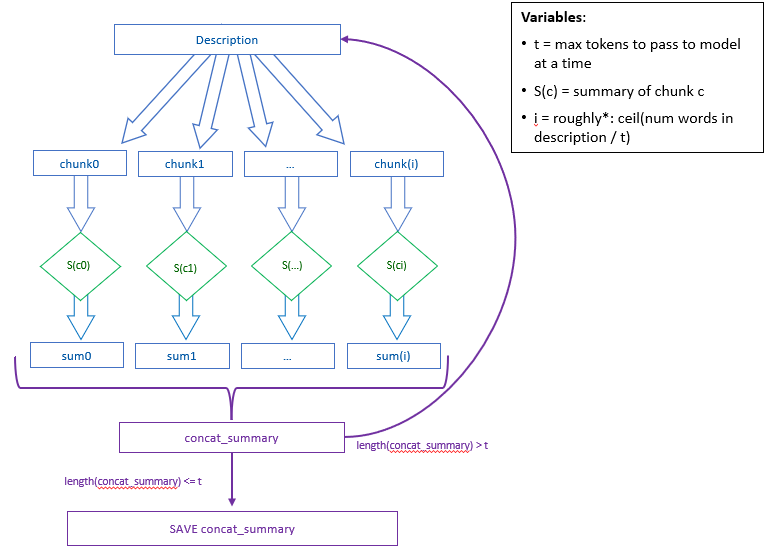 Variables:
• t = max tokens to pass to model
at a time
• S(c) = summary of chunk c
• i = roughly*: ceil(num words in
description / t)
Description
chunk0
chunk1
...
chunk(i)
S(c0)
S(c1)
S(...)
S(ci)
sum0
sum1
...
sum(i)
concat_summary
length(concat_summary) > t
length(concat_summary) <= t
SAVE concat_summary